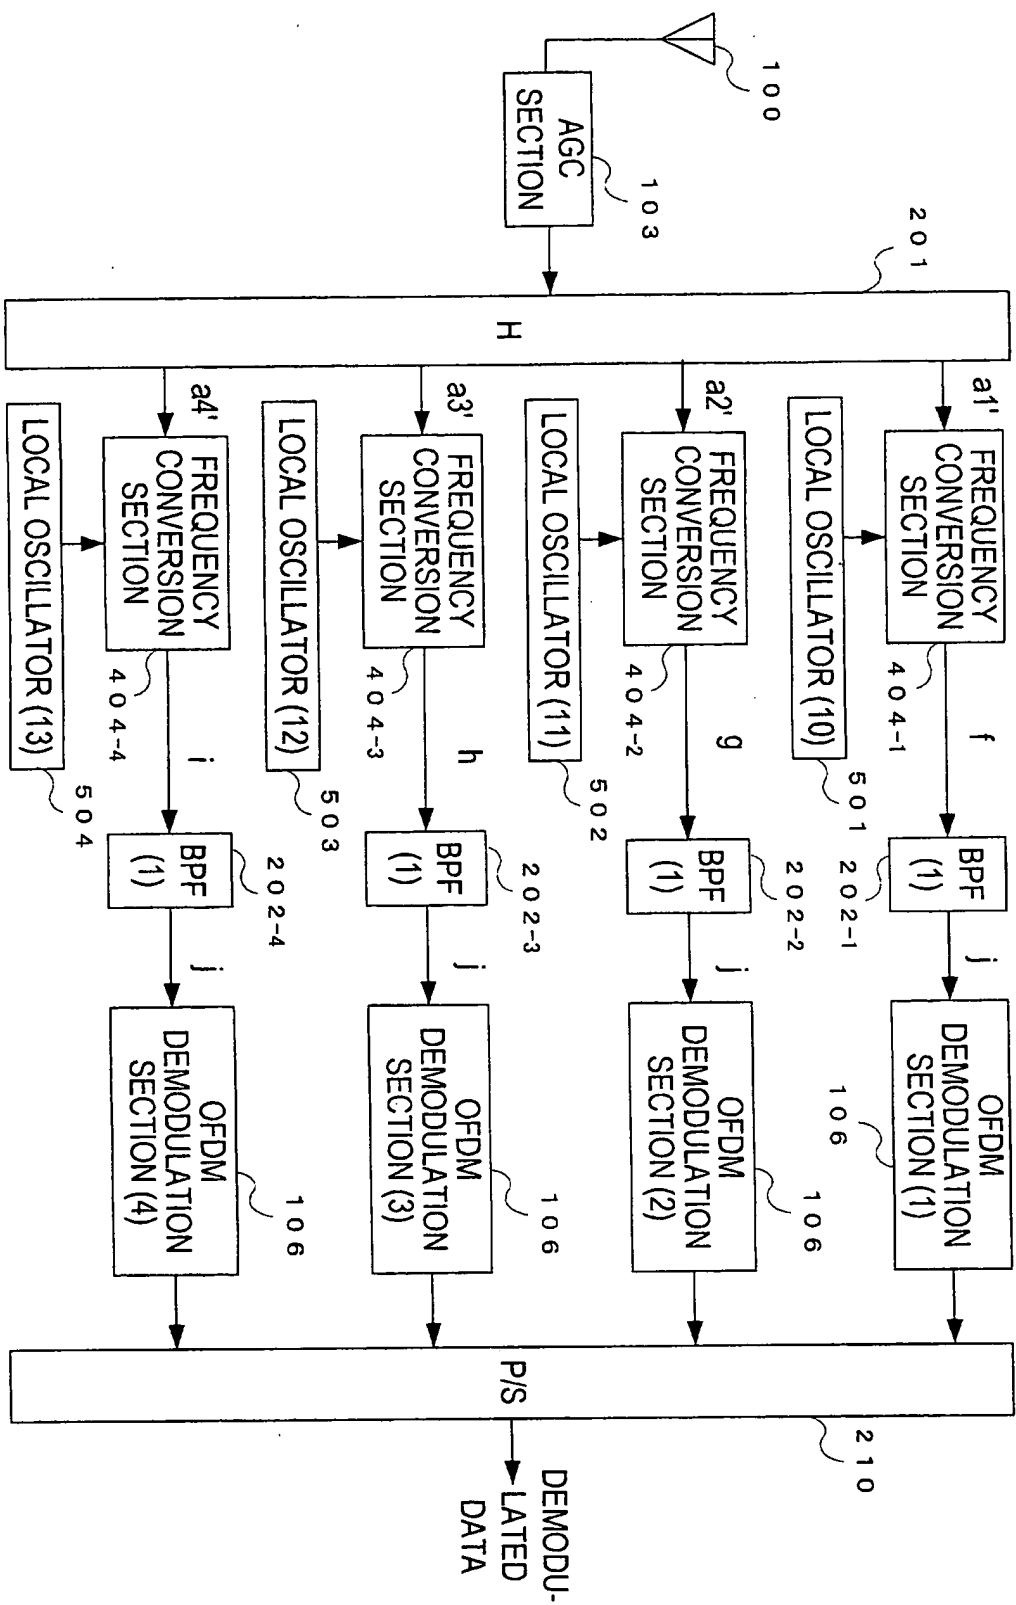 100
AGC
SECTION
103
201
H
a1'
FREQUENCY
CONVERSION
SECTION
404-1
LOCAL OSCILLATOR (10)
501
f
BPF
(1)
202-1
j
OFDM
DEMODULATION
SECTION (1)
106
a2'
FREQUENCY
CONVERSION
SECTION
404-2
LOCAL OSCILLATOR (11)
502
g
BPF
(1)
202-2
j
OFDM
DEMODULATION
SECTION (2)
106
a3'
FREQUENCY
CONVERSION
SECTION
404-3
LOCAL OSCILLATOR (12)
503
h
BPF
(1)
202-3
j
OFDM
DEMODULATION
SECTION (3)
106
a4'
FREQUENCY
CONVERSION
SECTION
404-4
LOCAL OSCILLATOR (13)
504
i
BPF
(1)
202-4
j
OFDM
DEMODULATION
SECTION (4)
106
P/S
210
DEMODU-
LATED
DATA